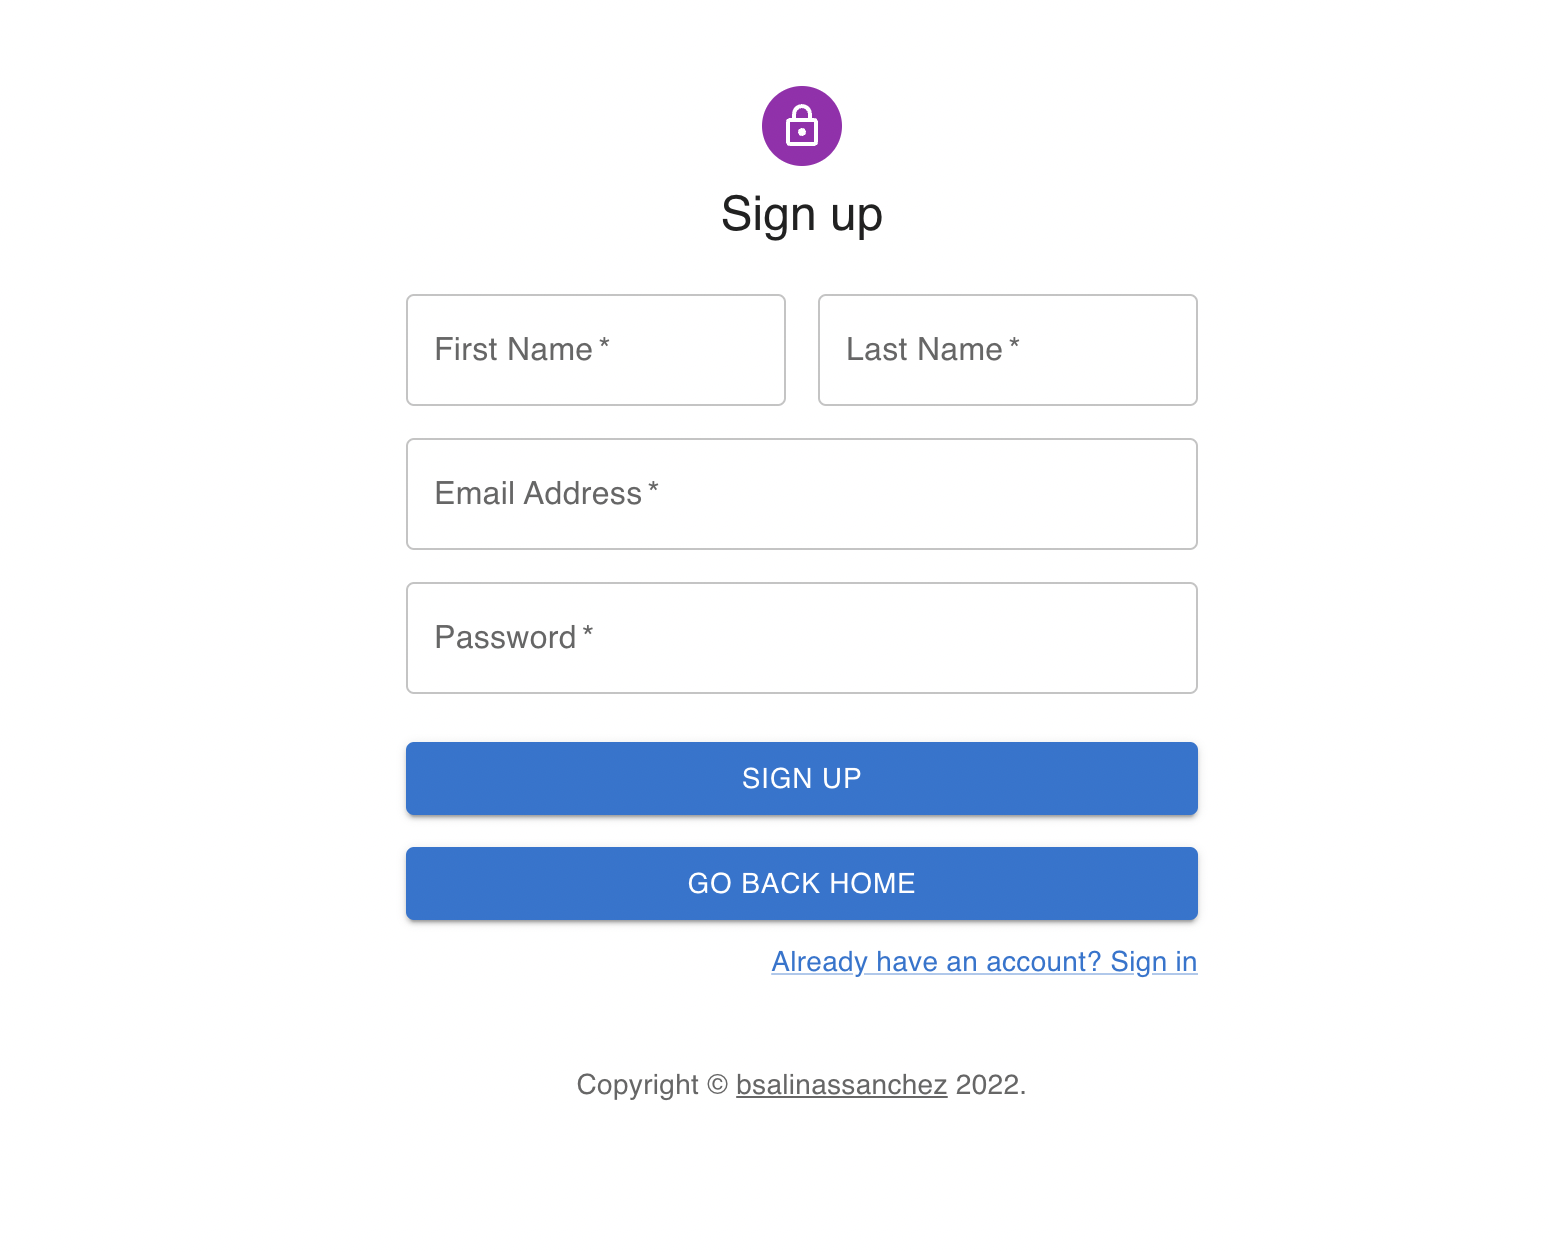 Sign up
First Name *
Last Name *
Email Address *
Password *
SIGN UP
GO BACK HOME
Already have an account? Sign in
Copyright © bsalinassanchez 2022.